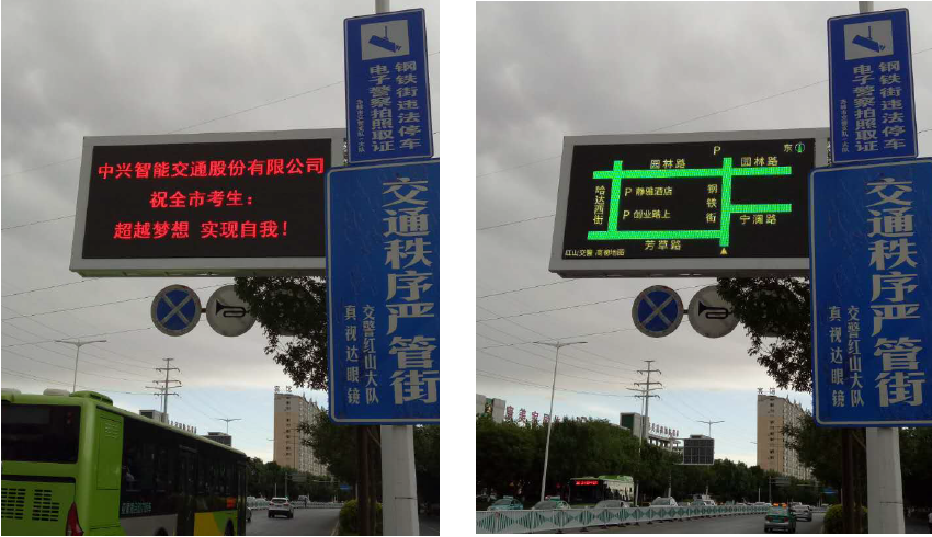 中兴智能交通股份有限公司
祝全市考生：
超越梦想 实现自我！
钢铁街违法停车
电子警察拍照取证
交通秩序严管街
交警红山大队
真视达眼镜
园林路
P
园林路
东
哈达西街
P 静雅酒店
P 创业路上
钢铁街
宁澜路
芳草路
红山交警
钢铁街违法停车
电子警察拍照取证
交通秩序严管街
交警红山大队
真视达眼镜